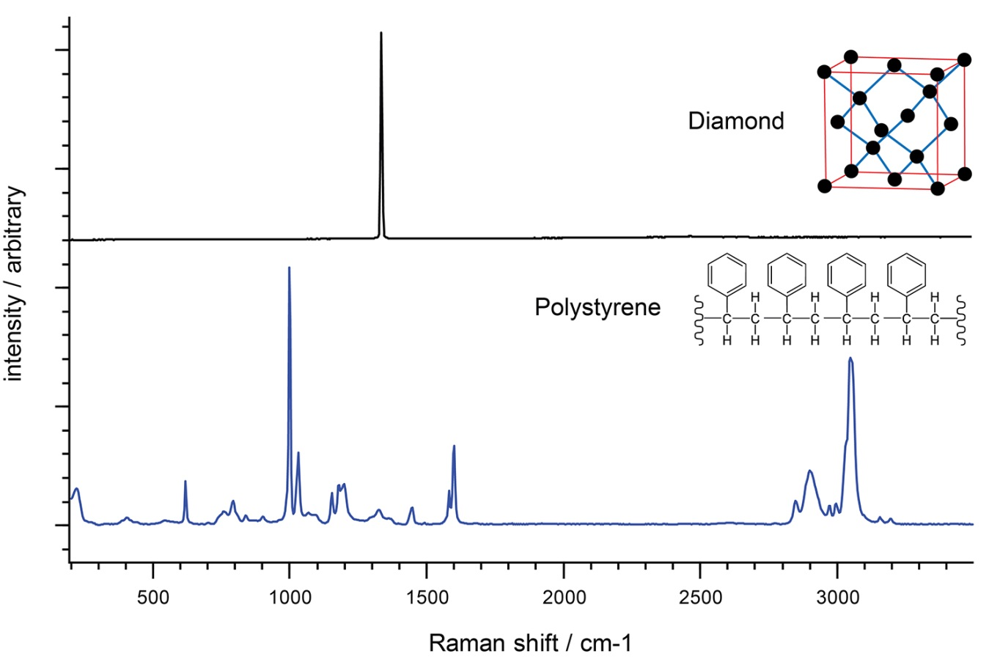 Diamond
intensity / arbitrary
Polystyrene
H H H H
C C C C C C C C
H H H H H H H H
500 1000 1500 2000 2500 3000
Raman shift / cm-1